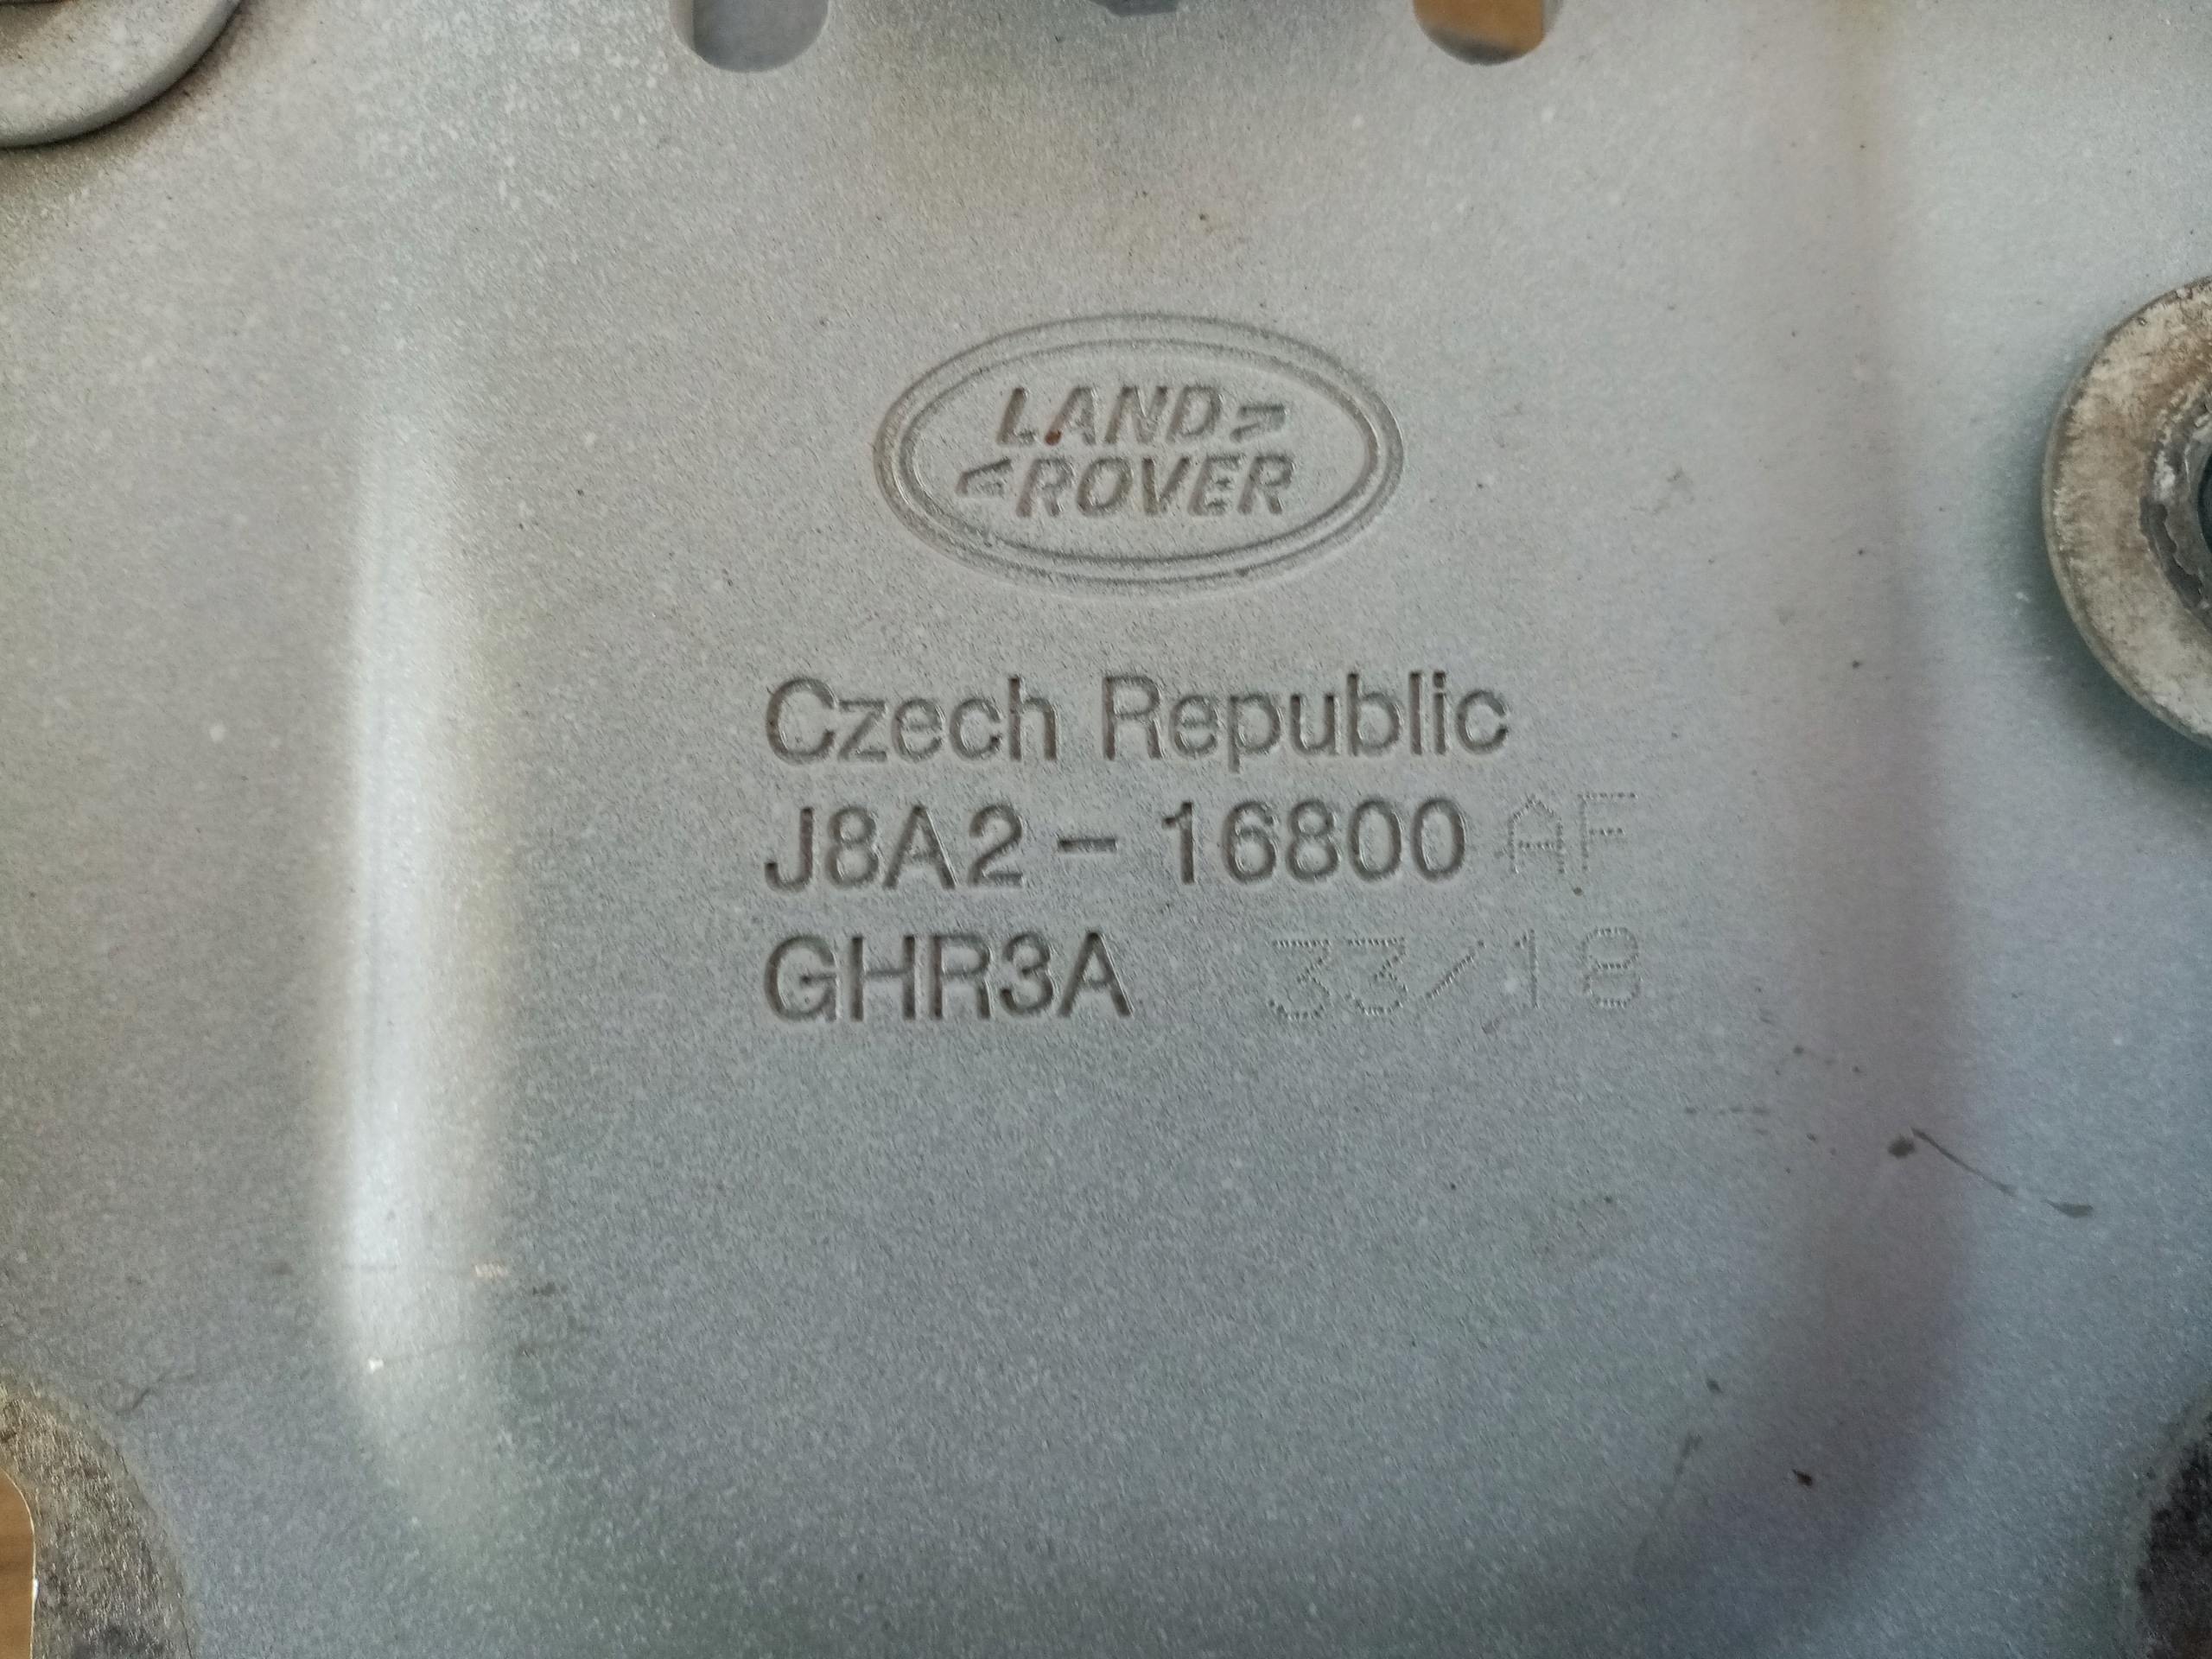 LAND
ROVER
Czech Republic
J8A2-16800 AF
GHR3A 33/18